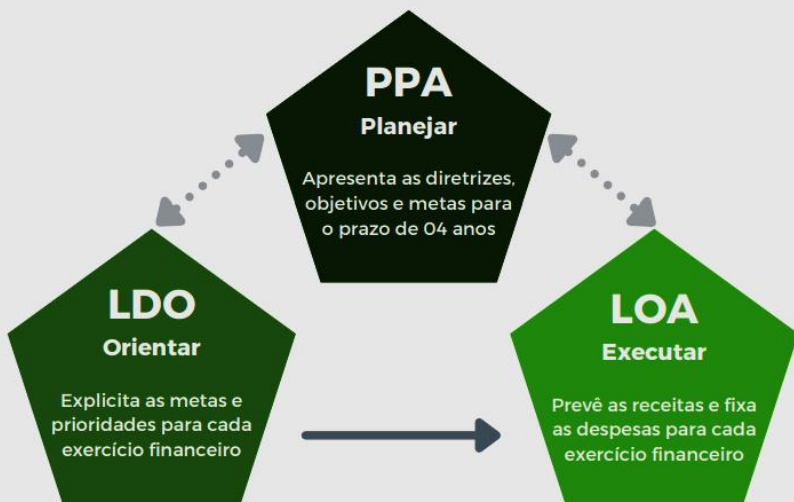 PPA
Planejar
Apresenta as diretrizes,
objetivos e metas para
o prazo de 04 anos
LDO
Orientar
Explicita as metas e
prioridades para cada
exercício financeiro
LOA
Executar
Prevê as receitas e fixa
as despesas para cada
exercício financeiro